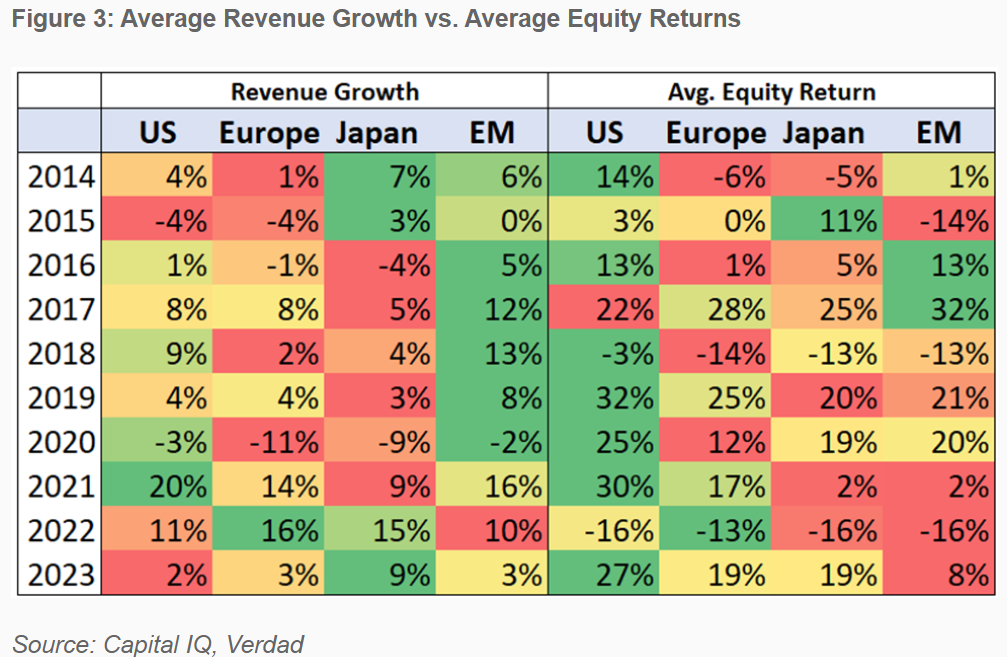 Figure 3: Average Revenue Growth vs. Average Equity Returns
Revenue Growth Avg. Equity Return
US Europe Japan EM US Europe Japan EM
2014 4% 1% 7% 6% 14% -6% -5% 1%
2015 -4% -4% 3% 0% 3% 0% 11% -14%
2016 1% -1% -4% 5% 13% 1% 5% 13%
2017 8% 8% 5% 12% 22% 28% 25% 32%
2018 9% 2% 4% 13% -3% -14% -13% -13%
2019 4% 4% 3% 8% 32% 25% 20% 21%
2020 -3% -11% -9% -2% 25% 12% 19% 20%
2021 20% 14% 9% 16% 30% 17% 2% 2%
2022 11% 16% 15% 10% -16% -13% -16% -16%
2023 2% 3% 9% 3% 27% 19% 19% 8%
Source: Capital IQ, Verdad